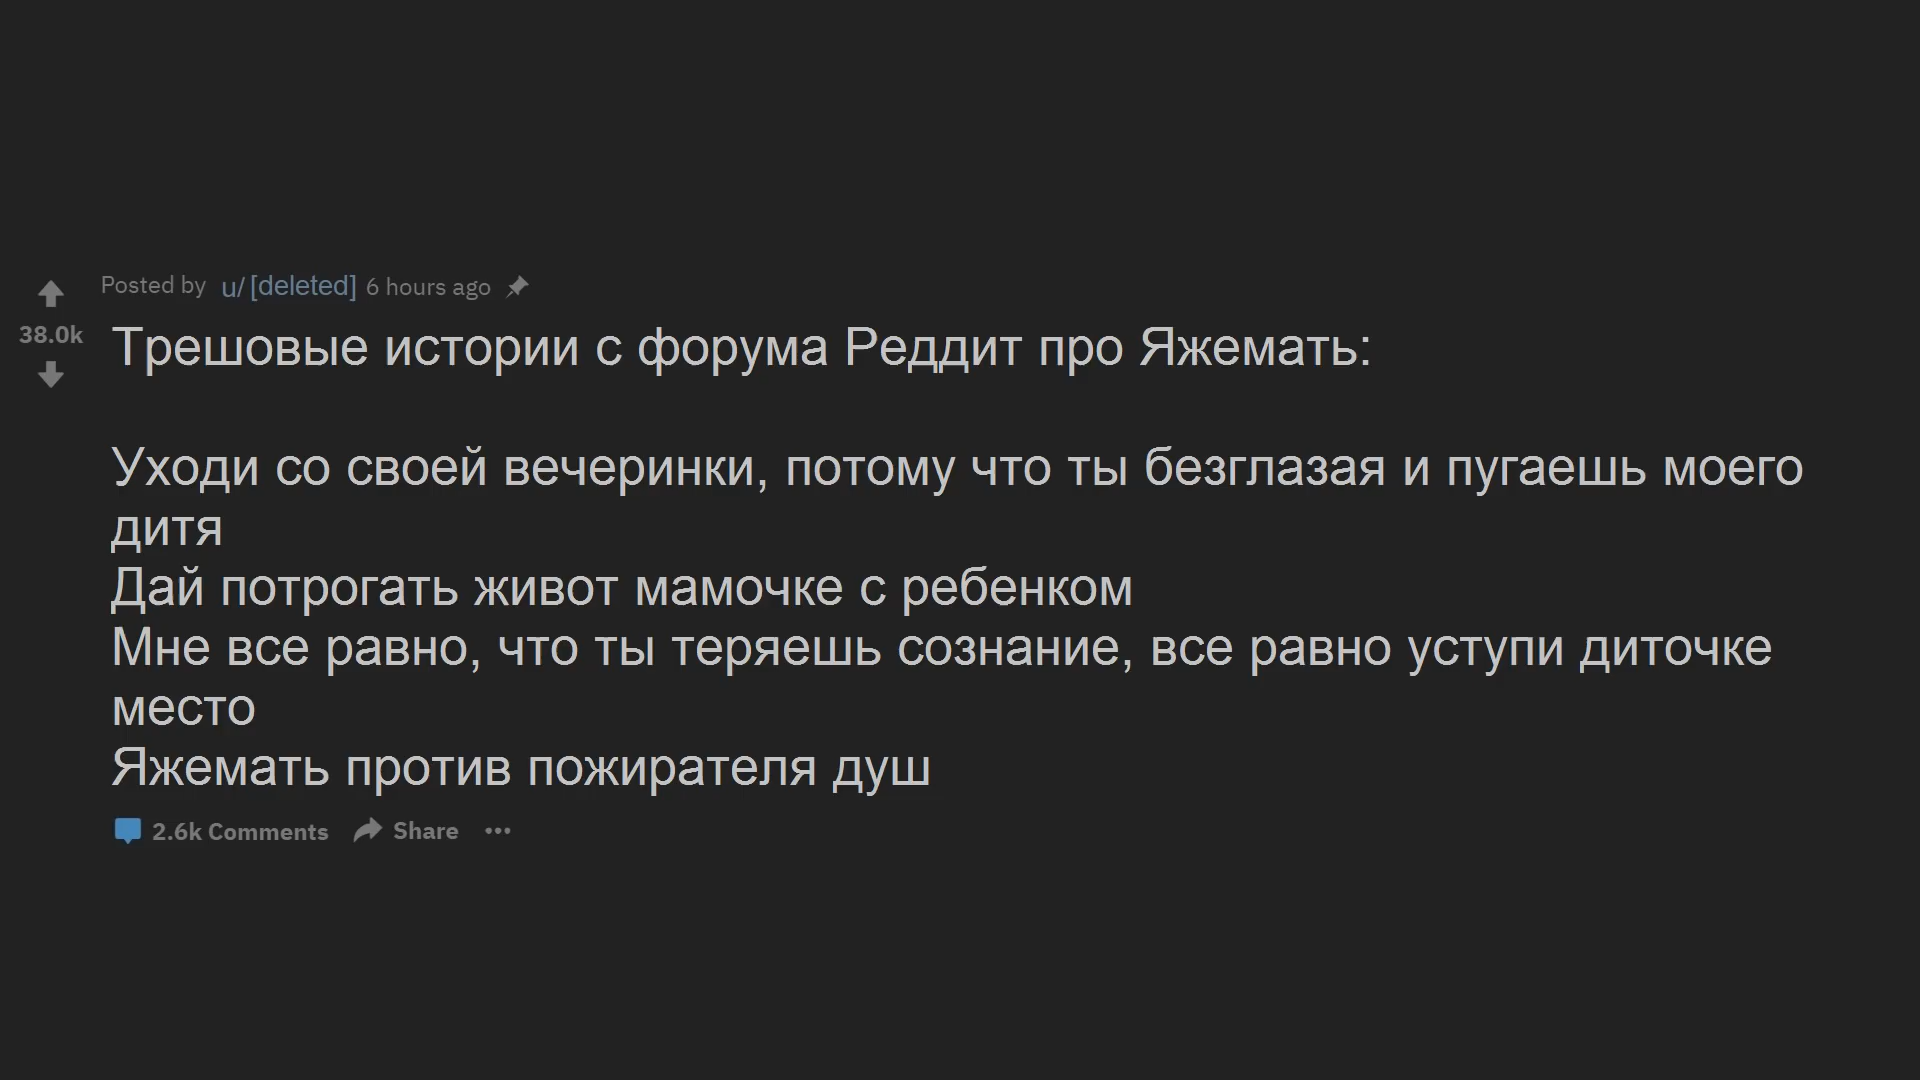 Posted by u/[deleted] 6 hours ago
38.0k
Трешовые истории с форума Реддит про Яжемать:
Уходи со своей вечеринки, потому что ты безглазая и пугаешь моего
дитя
Дай потрогать живот мамочке с ребенком
Мне все равно, что ты теряешь сознание, все равно уступи диточке
место
Яжемать против пожирателя душ
2.6k Comments Share